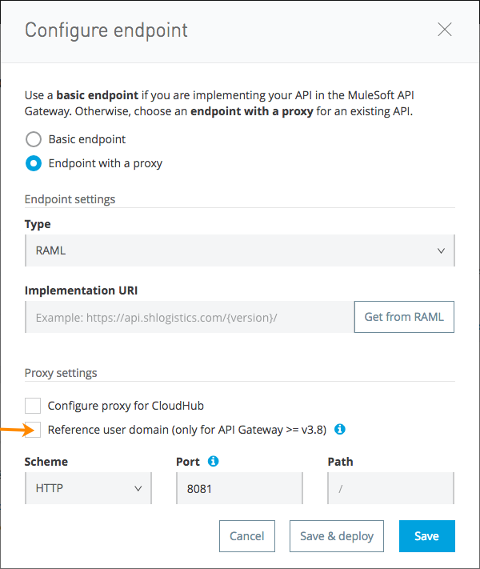 Configure endpoint
Use a basic endpoint if you are implementing your API in the MuleSoft API
Gateway. Otherwise, choose an endpoint with a proxy for an existing API.
Basic endpoint
Endpoint with a proxy
Endpoint settings
Type
RAML
Implementation URI
Example: https://api.shlogistics.com/{version}/
Get from RAML
Proxy settings
Configure proxy for CloudHub
Reference user domain (only for API Gateway >= v3.8)
Scheme Port Path
HTTP 8081 /
Cancel Save & deploy Save